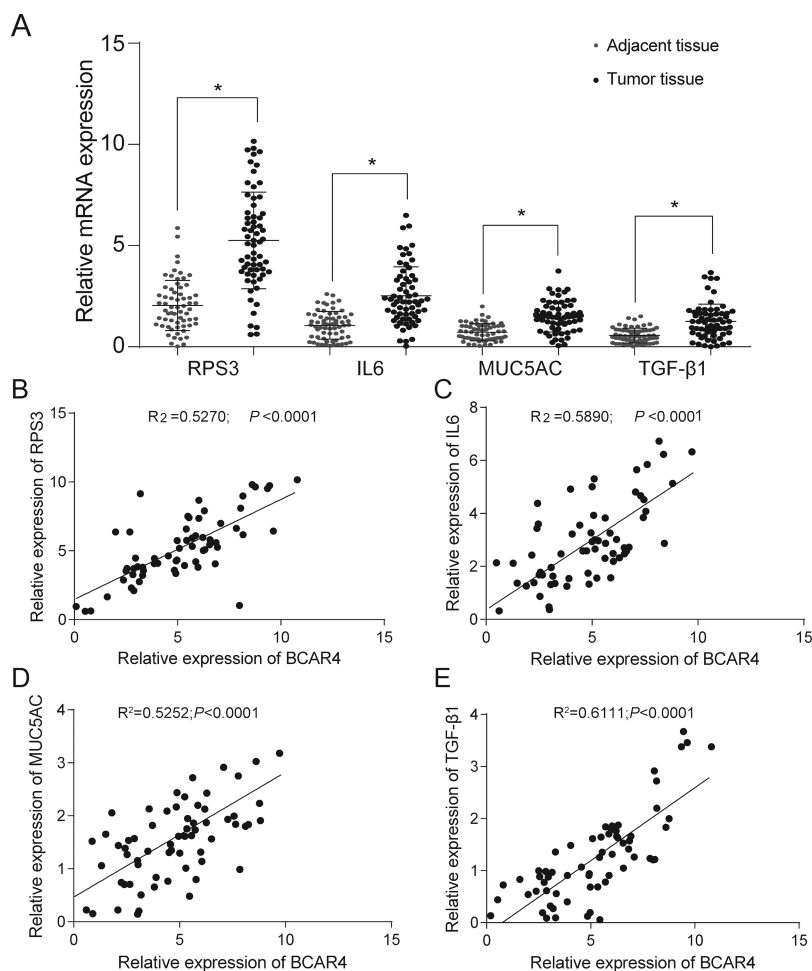 A
Relative mRNA expression
15
10
5
0
Adjacent tissue
Tumor tissue
*
*
*
*
RPS3 IL6 MUC5AC TGF-β1
B
R2=0.5270; P<0.0001
Relative expression of RPS3
15
10
5
0
0 5 10 15
Relative expression of BCAR4
C
R2=0.5890; P<0.0001
Relative expression of IL6
8
6
4
2
0
0 5 10 15
Relative expression of BCAR4
D
R²=0.5252;P<0.0001
Relative expression of MUC5AC
4
3
2
1
0
0 5 10 15
Relative expression of BCAR4
E
R²=0.6111;P<0.0001
Relative expression of TGF-β1
4
3
2
1
0
0 5 10 15
Relative expression of BCAR4